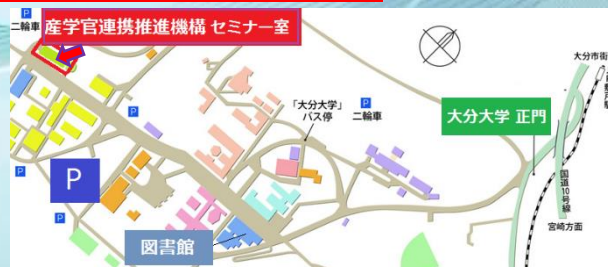 P
二輪車
産学官連携推進機構 セミナー室
大分市街
「大分大学」
バス停
P
二輪車
大分大学 正門
P
P
P
P
P
図書館
国道10号線
宮崎方面